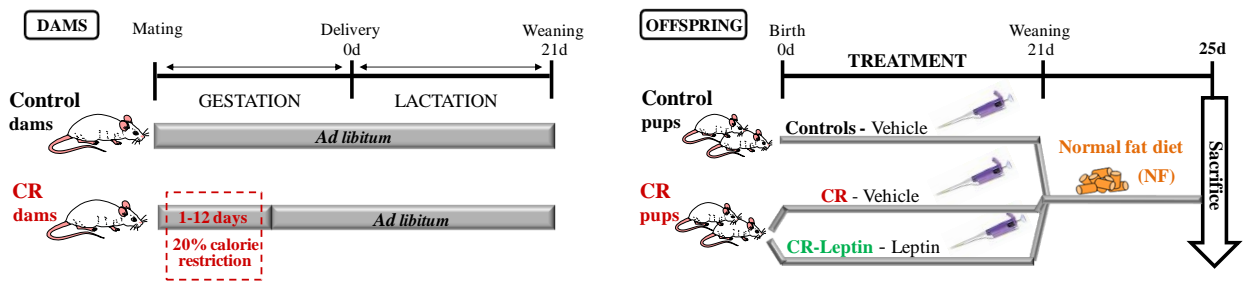 DAMS
Mating
Delivery
0d
Weaning
21d
GESTATION
LACTATION
Control
dams
Ad libitum
CR
dams
1-12 days
20% calorie
restriction
Ad libitum
OFFSPRING
Birth
0d
Weaning
21d
25d
TREATMENT
Control
pups
Controls - Vehicle
CR
pups
CR - Vehicle
CR-Leptin - Leptin
Normal fat diet
(NF)
Sacrifice